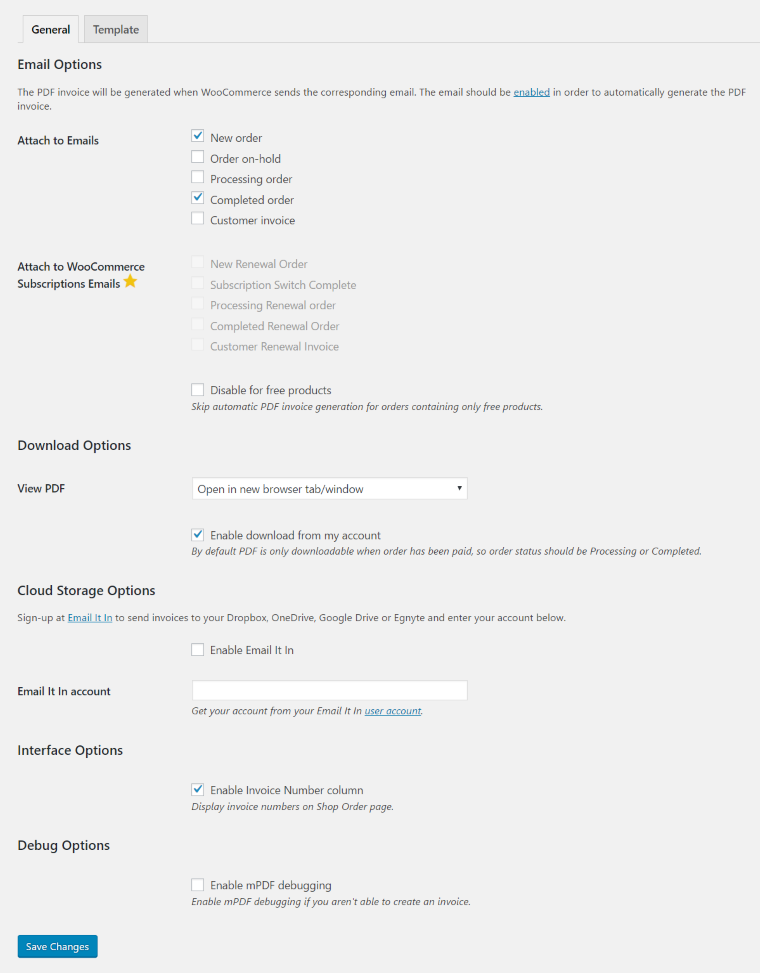 General
Template
Email Options
The PDF invoice will be generated when WooCommerce sends the corresponding email. The email should be enabled in order to automatically generate the PDF
invoice.
Attach to Emails
New order
Order on-hold
Processing order
Completed order
Customer invoice
Attach to WooCommerce
Subscriptions Emails
New Renewal Order
Subscription Switch Complete
Processing Renewal order
Completed Renewal Order
Customer Renewal Invoice
Disable for free products
Skip automatic PDF invoice generation for orders containing only free products.
Download Options
View PDF
Open in new browser tab/window
Enable download from my account
By default PDF is only downloadable when order has been paid, so order status should be Processing or Completed.
Cloud Storage Options
Sign-up at Email It In to send invoices to your Dropbox, OneDrive, Google Drive or Egnyte and enter your account below.
Enable Email It In
Email It In account
Get your account from your Email It In user account.
Interface Options
Enable Invoice Number column
Display invoice numbers on Shop Order page.
Debug Options
Enable mPDF debugging
Enable mPDF debugging if you aren't able to create an invoice.
Save Changes